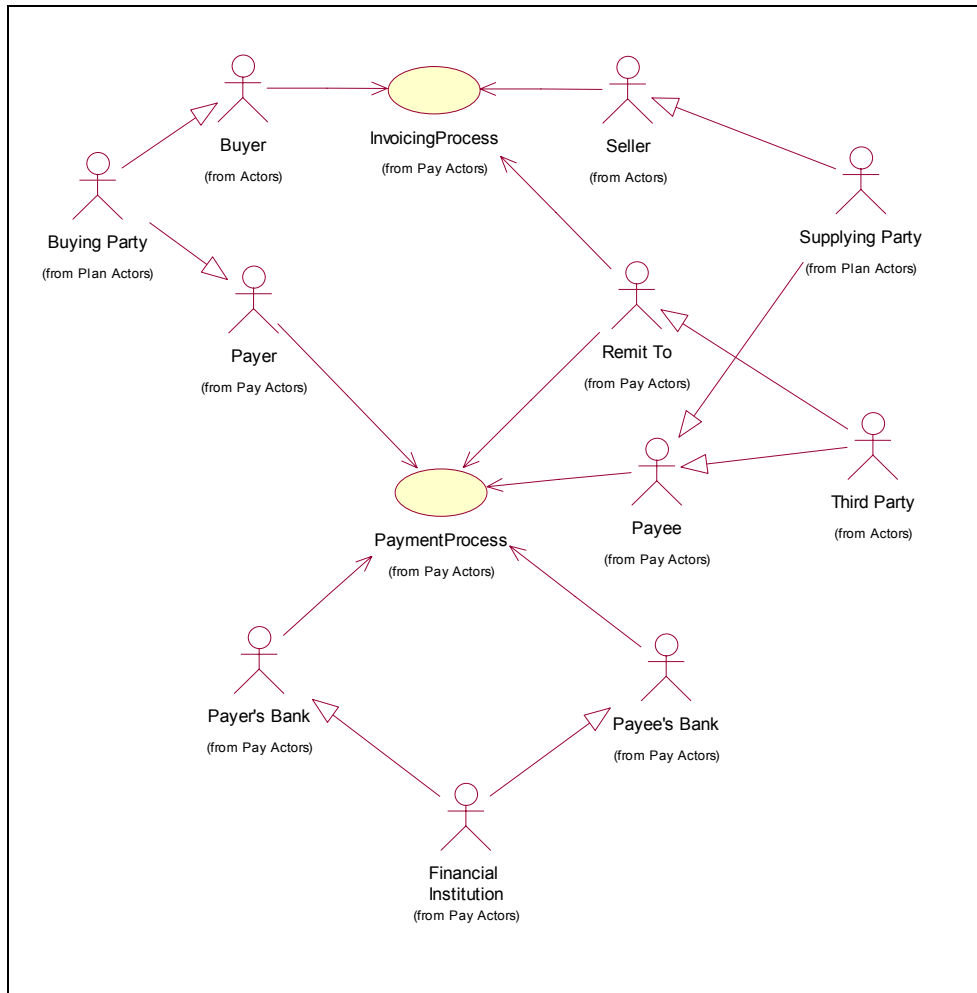 Buyer
(from Actors)
InvoicingProcess
(from Pay Actors)
Seller
(from Actors)
Buying Party
(from Plan Actors)
Supplying Party
(from Plan Actors)
Payer
(from Pay Actors)
Remit To
(from Pay Actors)
Third Party
(from Actors)
Payee
(from Pay Actors)
PaymentProcess
(from Pay Actors)
Payer's Bank
(from Pay Actors)
Payee's Bank
(from Pay Actors)
Financial
Institution
(from Pay Actors)